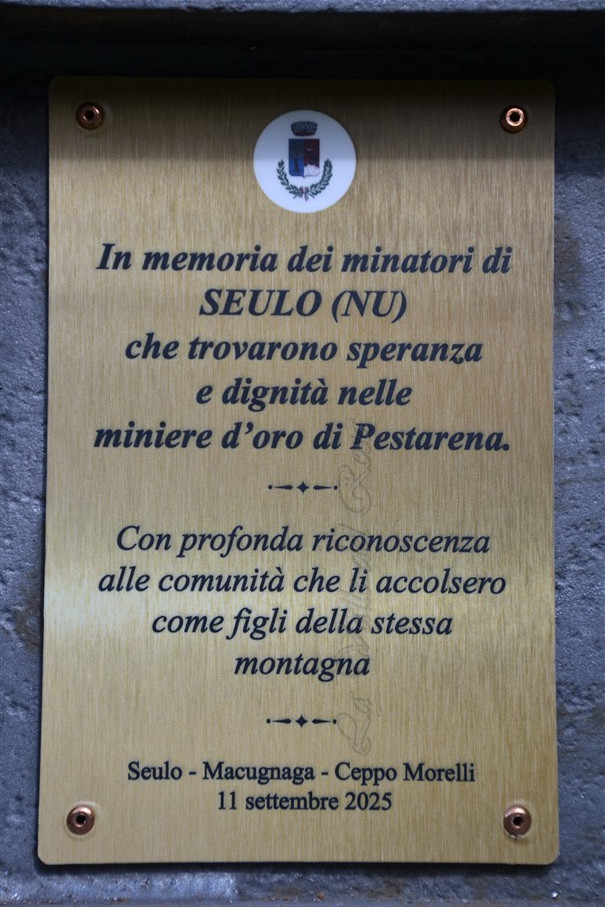 In memoria dei minatori di
SEULO (NU)
che trovarono speranza
e dignità nelle
miniere d'oro di Pestarena.
Con profonda riconoscenza
alle comunità che li accolsero
come figli della stessa
montagna
Seulo - Macugnaga - Ceppo Morelli
11 settembre 2025